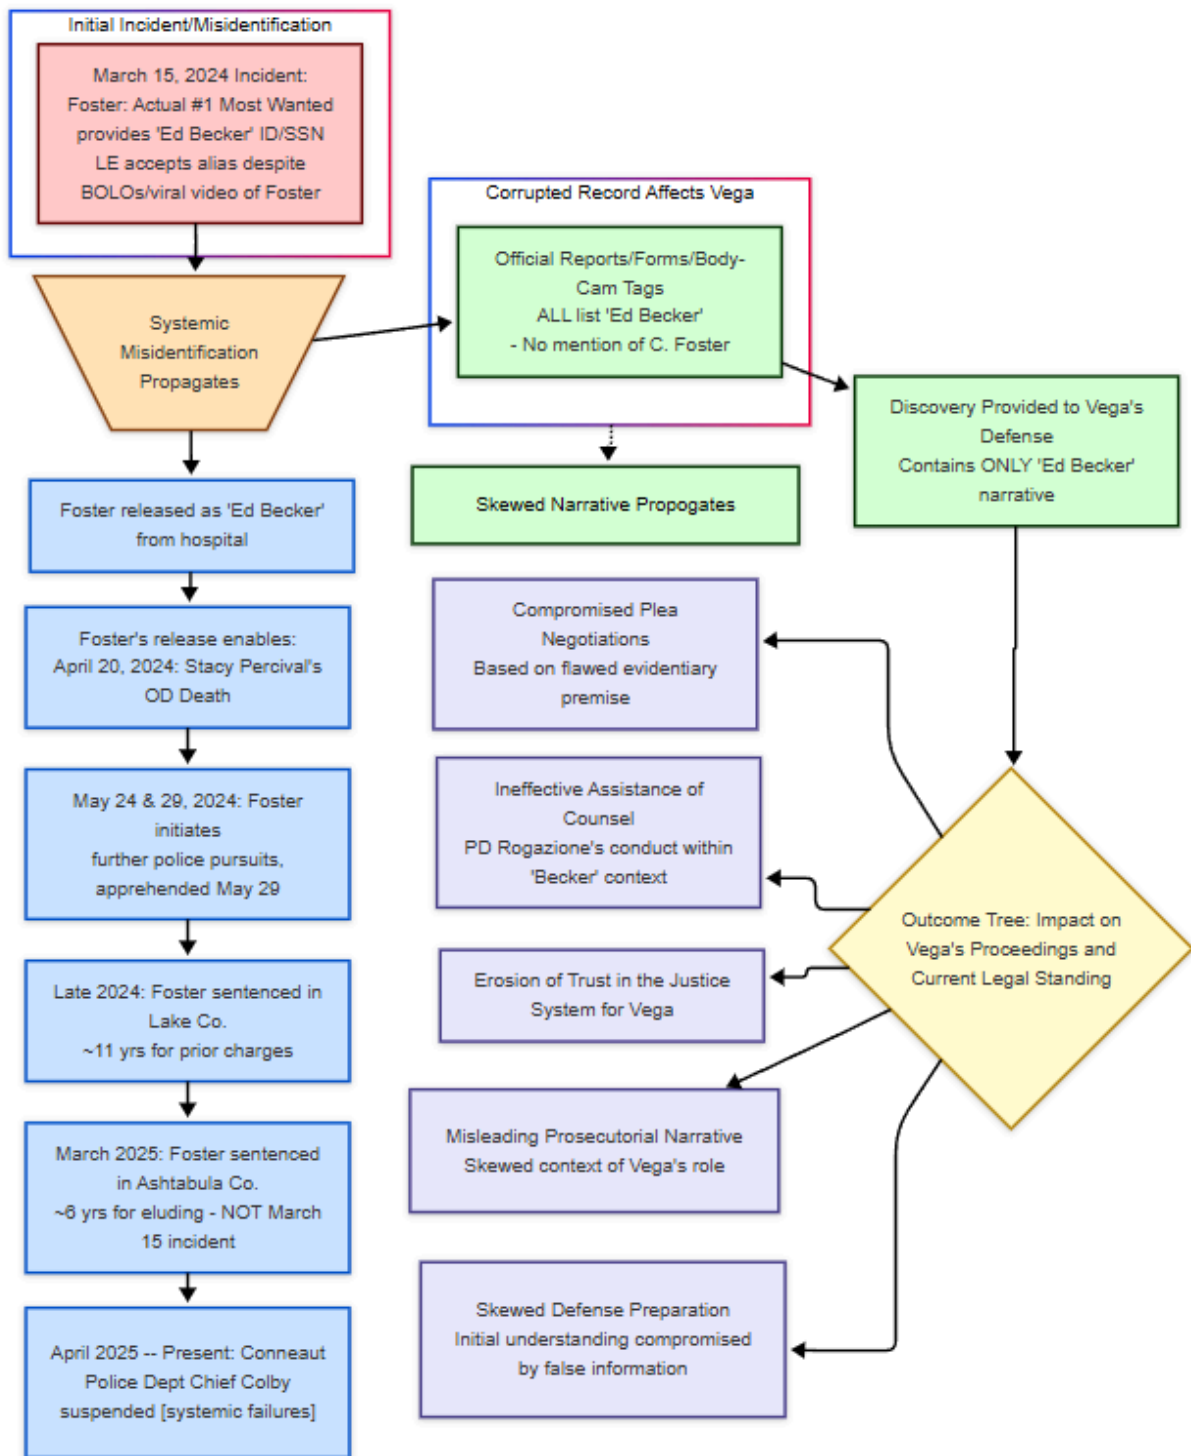 Initial Incident/Misidentification
March 15, 2024 Incident:
Foster: Actual #1 Most Wanted
provides 'Ed Becker' ID/SSN
LE accepts alias despite
BOLOs/viral video of Foster
Systemic
Misidentification
Propagates
Foster released as 'Ed Becker'
from hospital
Foster's release enables:
April 20, 2024: Stacy Percival's
OD Death
May 24 & 29, 2024: Foster
initiates
further police pursuits,
apprehended May 29
Late 2024: Foster sentenced in
Lake Co.
~11 yrs for prior charges
March 2025: Foster sentenced
in Ashtabula Co.
~6 yrs for eluding - NOT March
15 incident
April 2025 -- Present: Conneaut
Police Dept Chief Colby
suspended [systemic failures]
Corrupted Record Affects Vega
Official Reports/Forms/Body-
Cam Tags
ALL list 'Ed Becker'
- No mention of C. Foster
Skewed Narrative Propogates
Discovery Provided to Vega's
Defense
Contains ONLY 'Ed Becker'
narrative
Outcome Tree: Impact on
Vega's Proceedings and
Current Legal Standing
Compromised Plea
Negotiations
Based on flawed evidentiary
premise
Ineffective Assistance of
Counsel
PD Rogazione's conduct within
'Becker' context
Erosion of Trust in the Justice
System for Vega
Misleading Prosecutorial Narrative
Skewed context of Vega's role
Skewed Defense Preparation
Initial understanding compromised
by false information